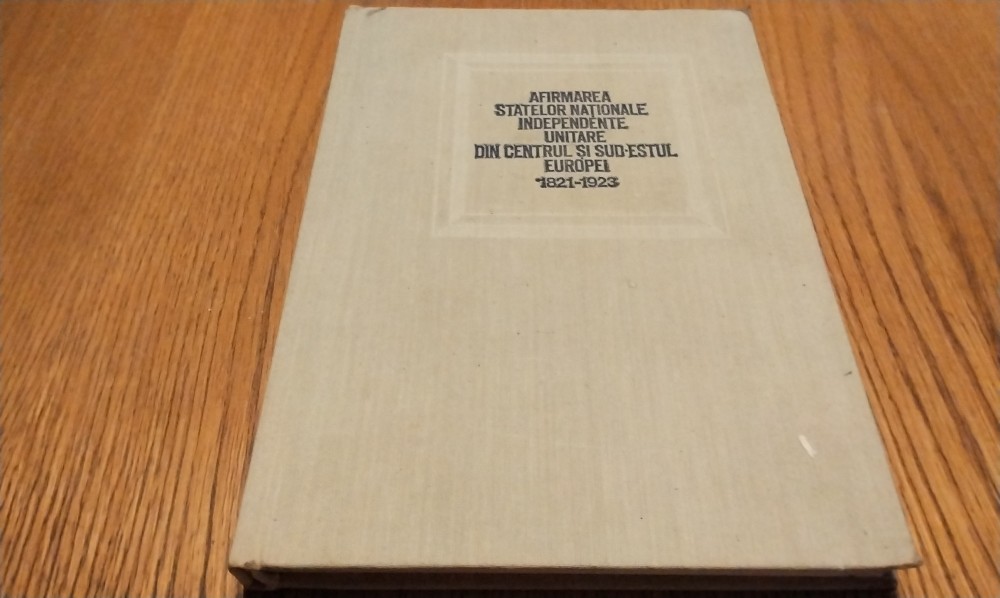 AFIRMAREA
STATELOR NAȚIONALE
INDEPENDENTE
UNITARE
DIN CENTRUL ȘI SUD-ESTUL
EUROPEI
1821-1923